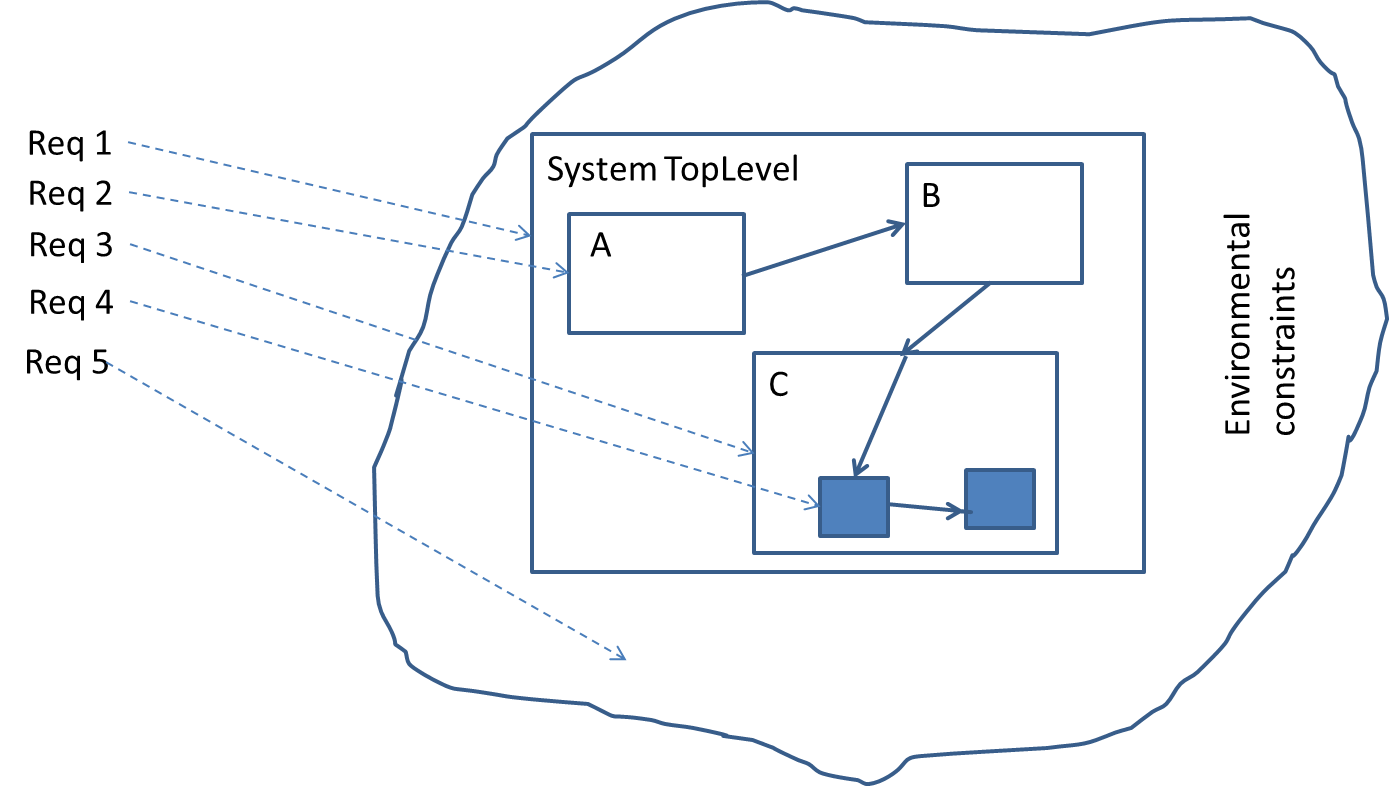 Req 1
Req 2
Req 3
Req 4
Req 5
System TopLevel
A
B
C
Environmental
constraints